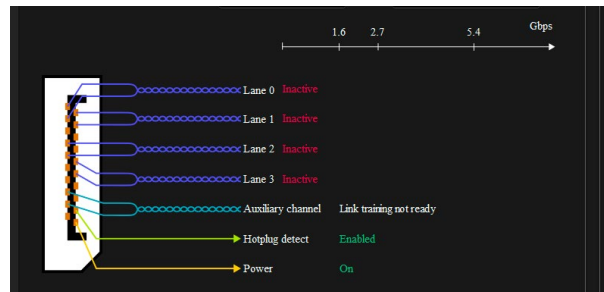 Gbps
1.6 2.7 5.4
Lane 0 Inactive
Lane 1 Inactive
Lane 2 Inactive
Lane 3 Inactive
Auxiliary channel Link training not ready
Hotplug detect Enabled
Power On